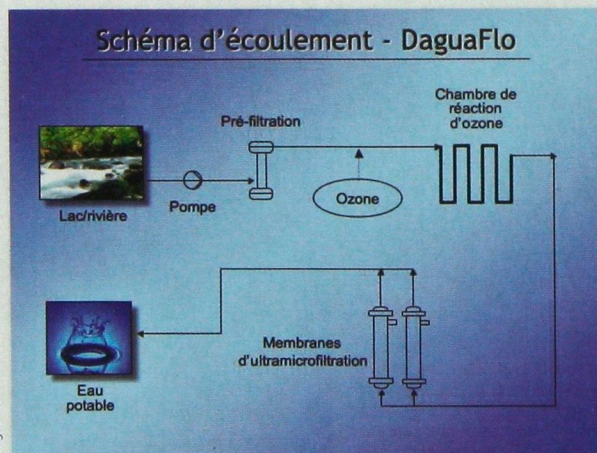 Schéma d'écoulement - DaguaFlo
Chambre de
réaction
d'ozone
Pré-filtration
Ozone
Pompe
Lac/rivière
Membranes
d'ultramicrofiltration
Eau
potable